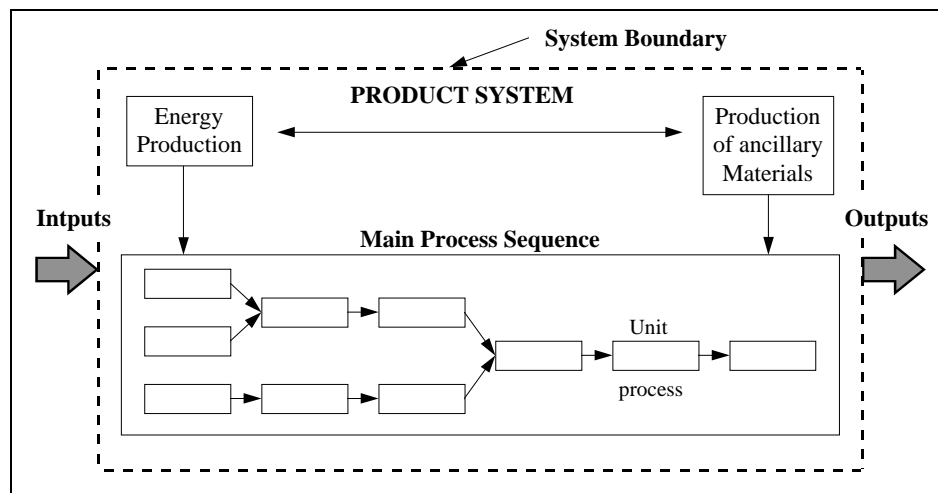 System Boundary
PRODUCT SYSTEM
Energy
Production
Production
of ancillary
Materials
Intputs
Outputs
Main Process Sequence
Unit
process